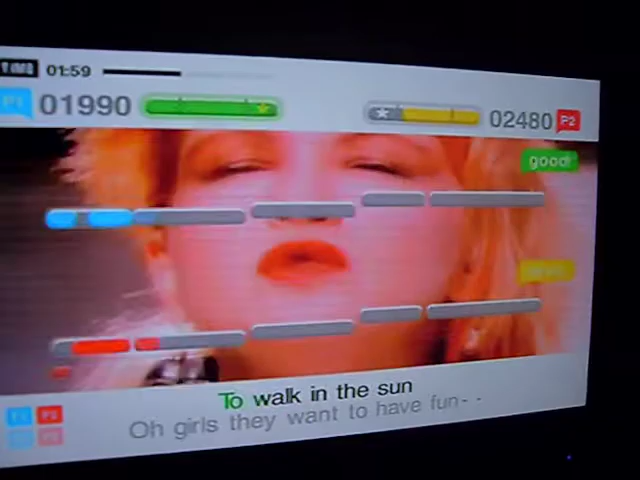 TIME 01:59
P1 01990 02480 P2
good!
To walk in the sun
Oh girls they want to have fun- -
P2